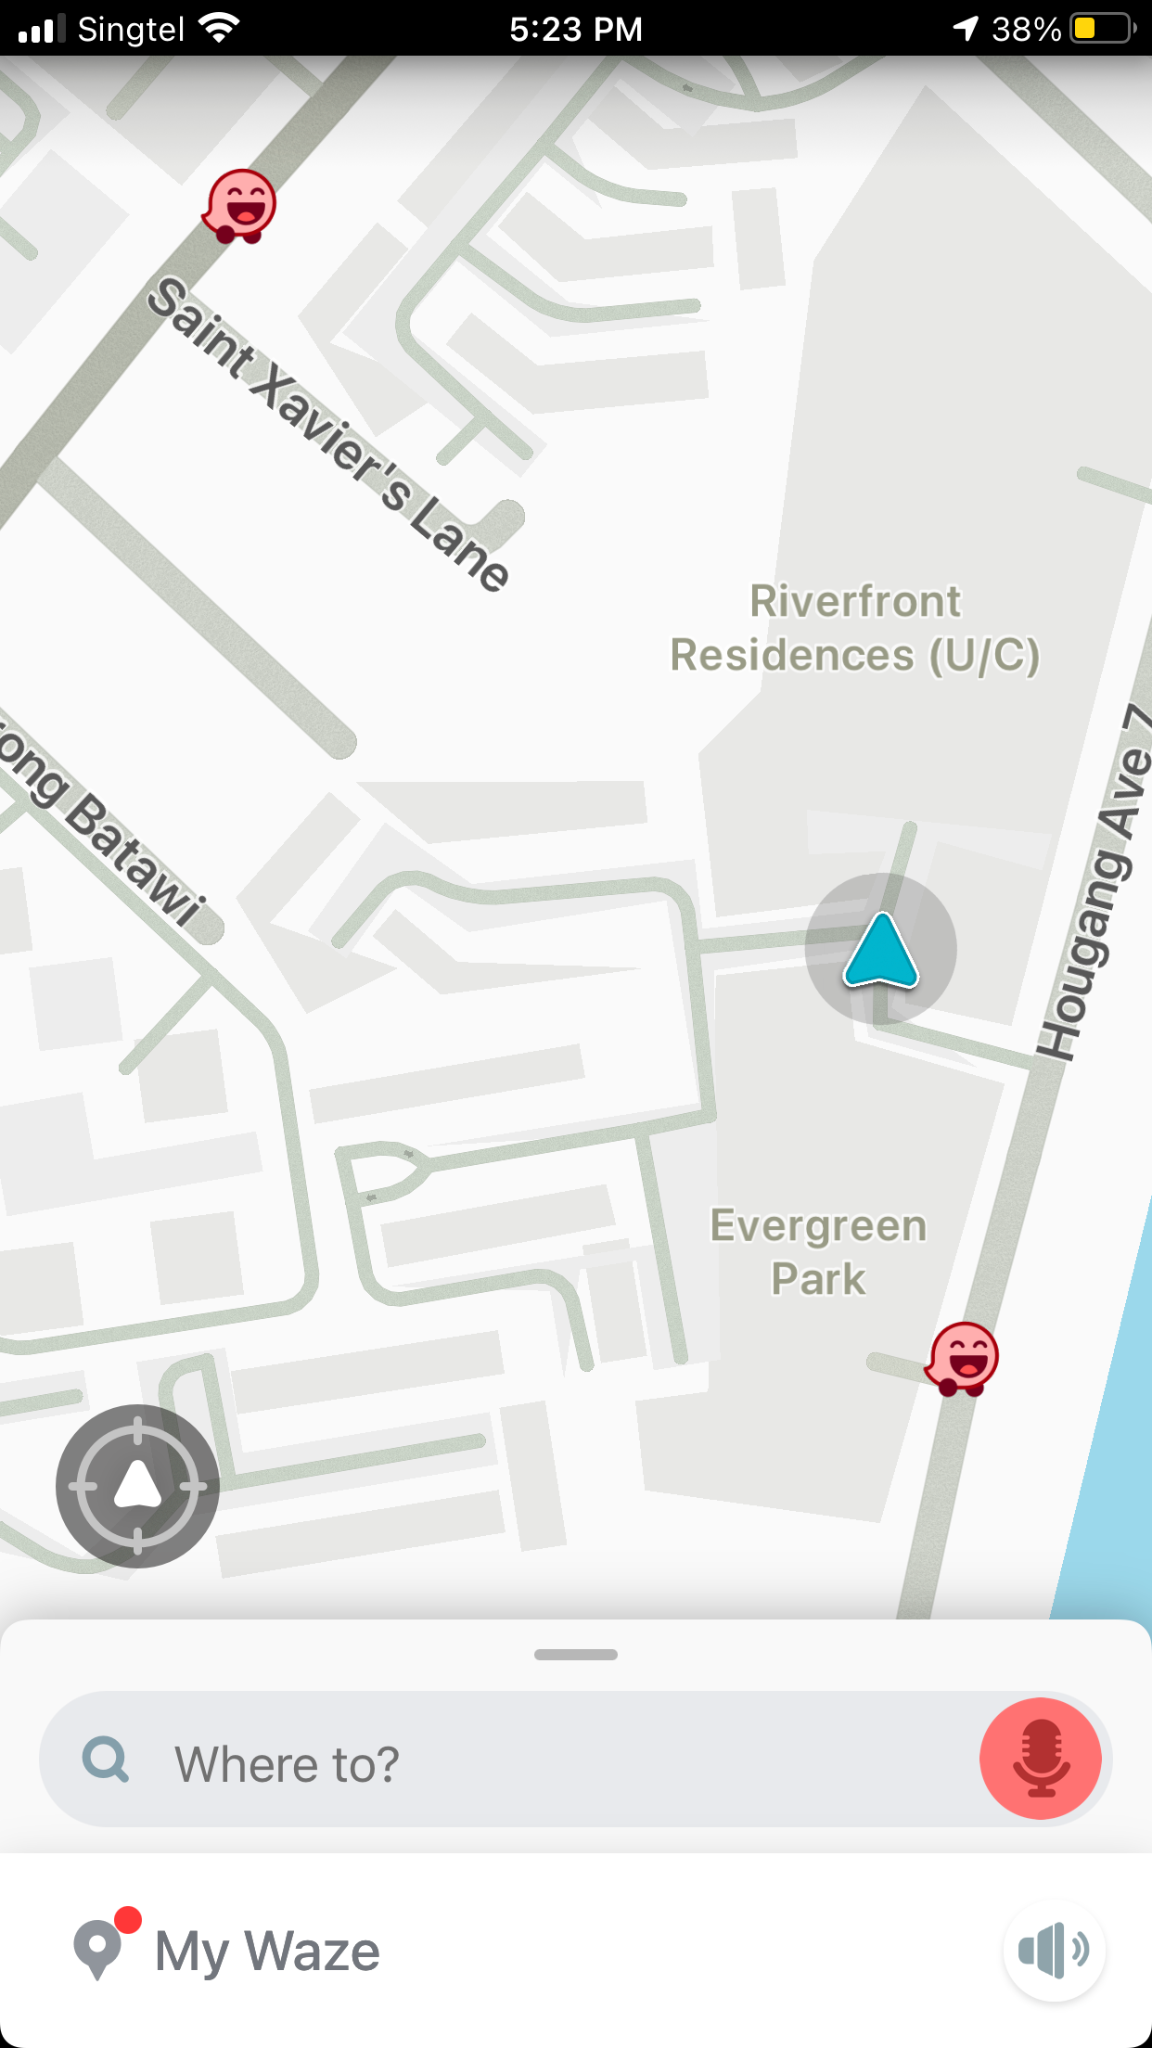 Singtel
5:23 PM
38%
Saint Xavier's Lane
Riverfront
Residences (U/C)
Hougang Ave 7
rong Batawi
Evergreen
Park
Where to?
My Waze